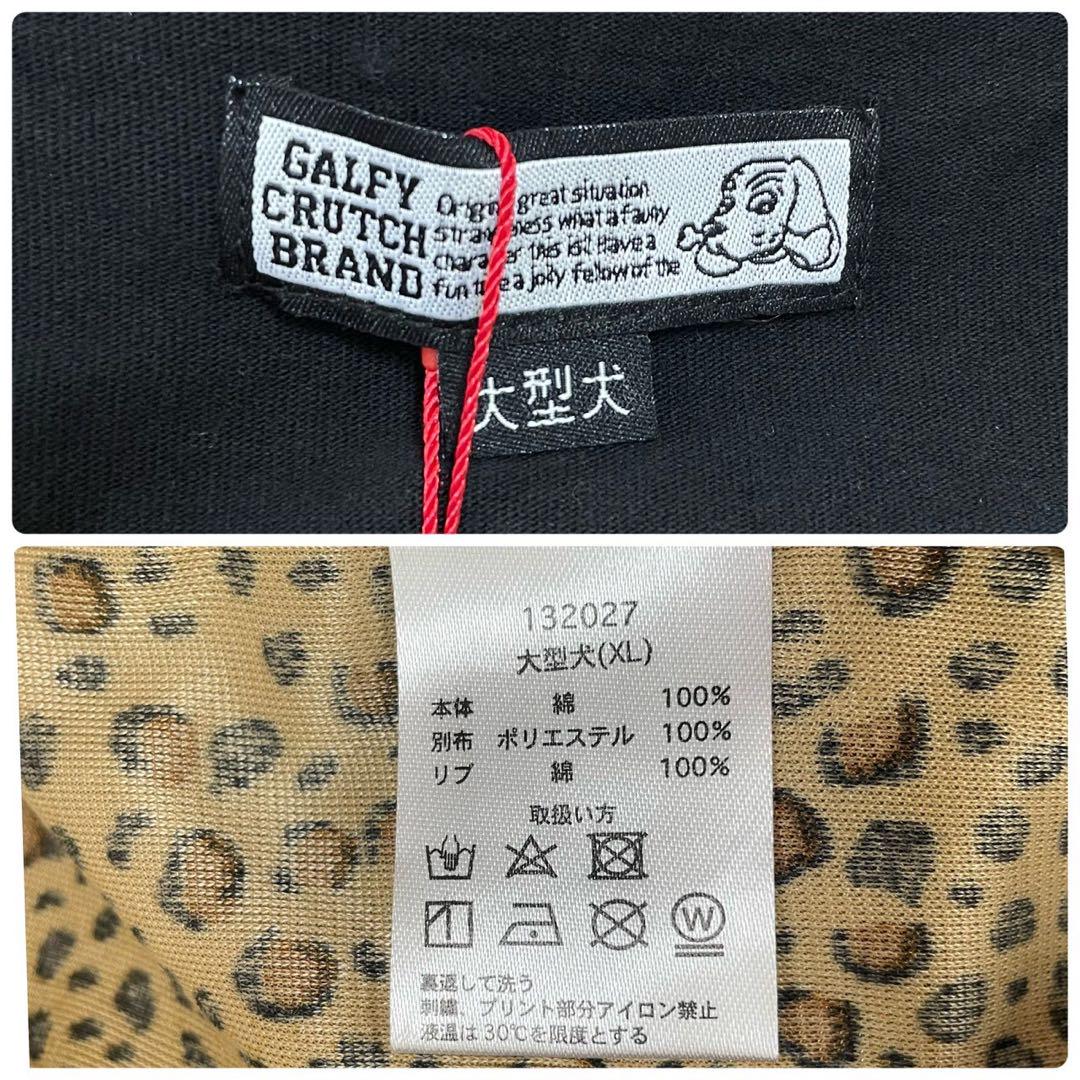 GALFY
CRUTCH
BRAND
great situation
what a
this is I Have a
fun a jolly fellow of the
大型犬
132027
大型犬(XL)
本体 綿 100%
別布 ポリエステル 100%
リブ 綿 100%
取扱い方
W
裏返して洗う
刺繍、プリント部分アイロン禁止
液温は30℃を限度とする